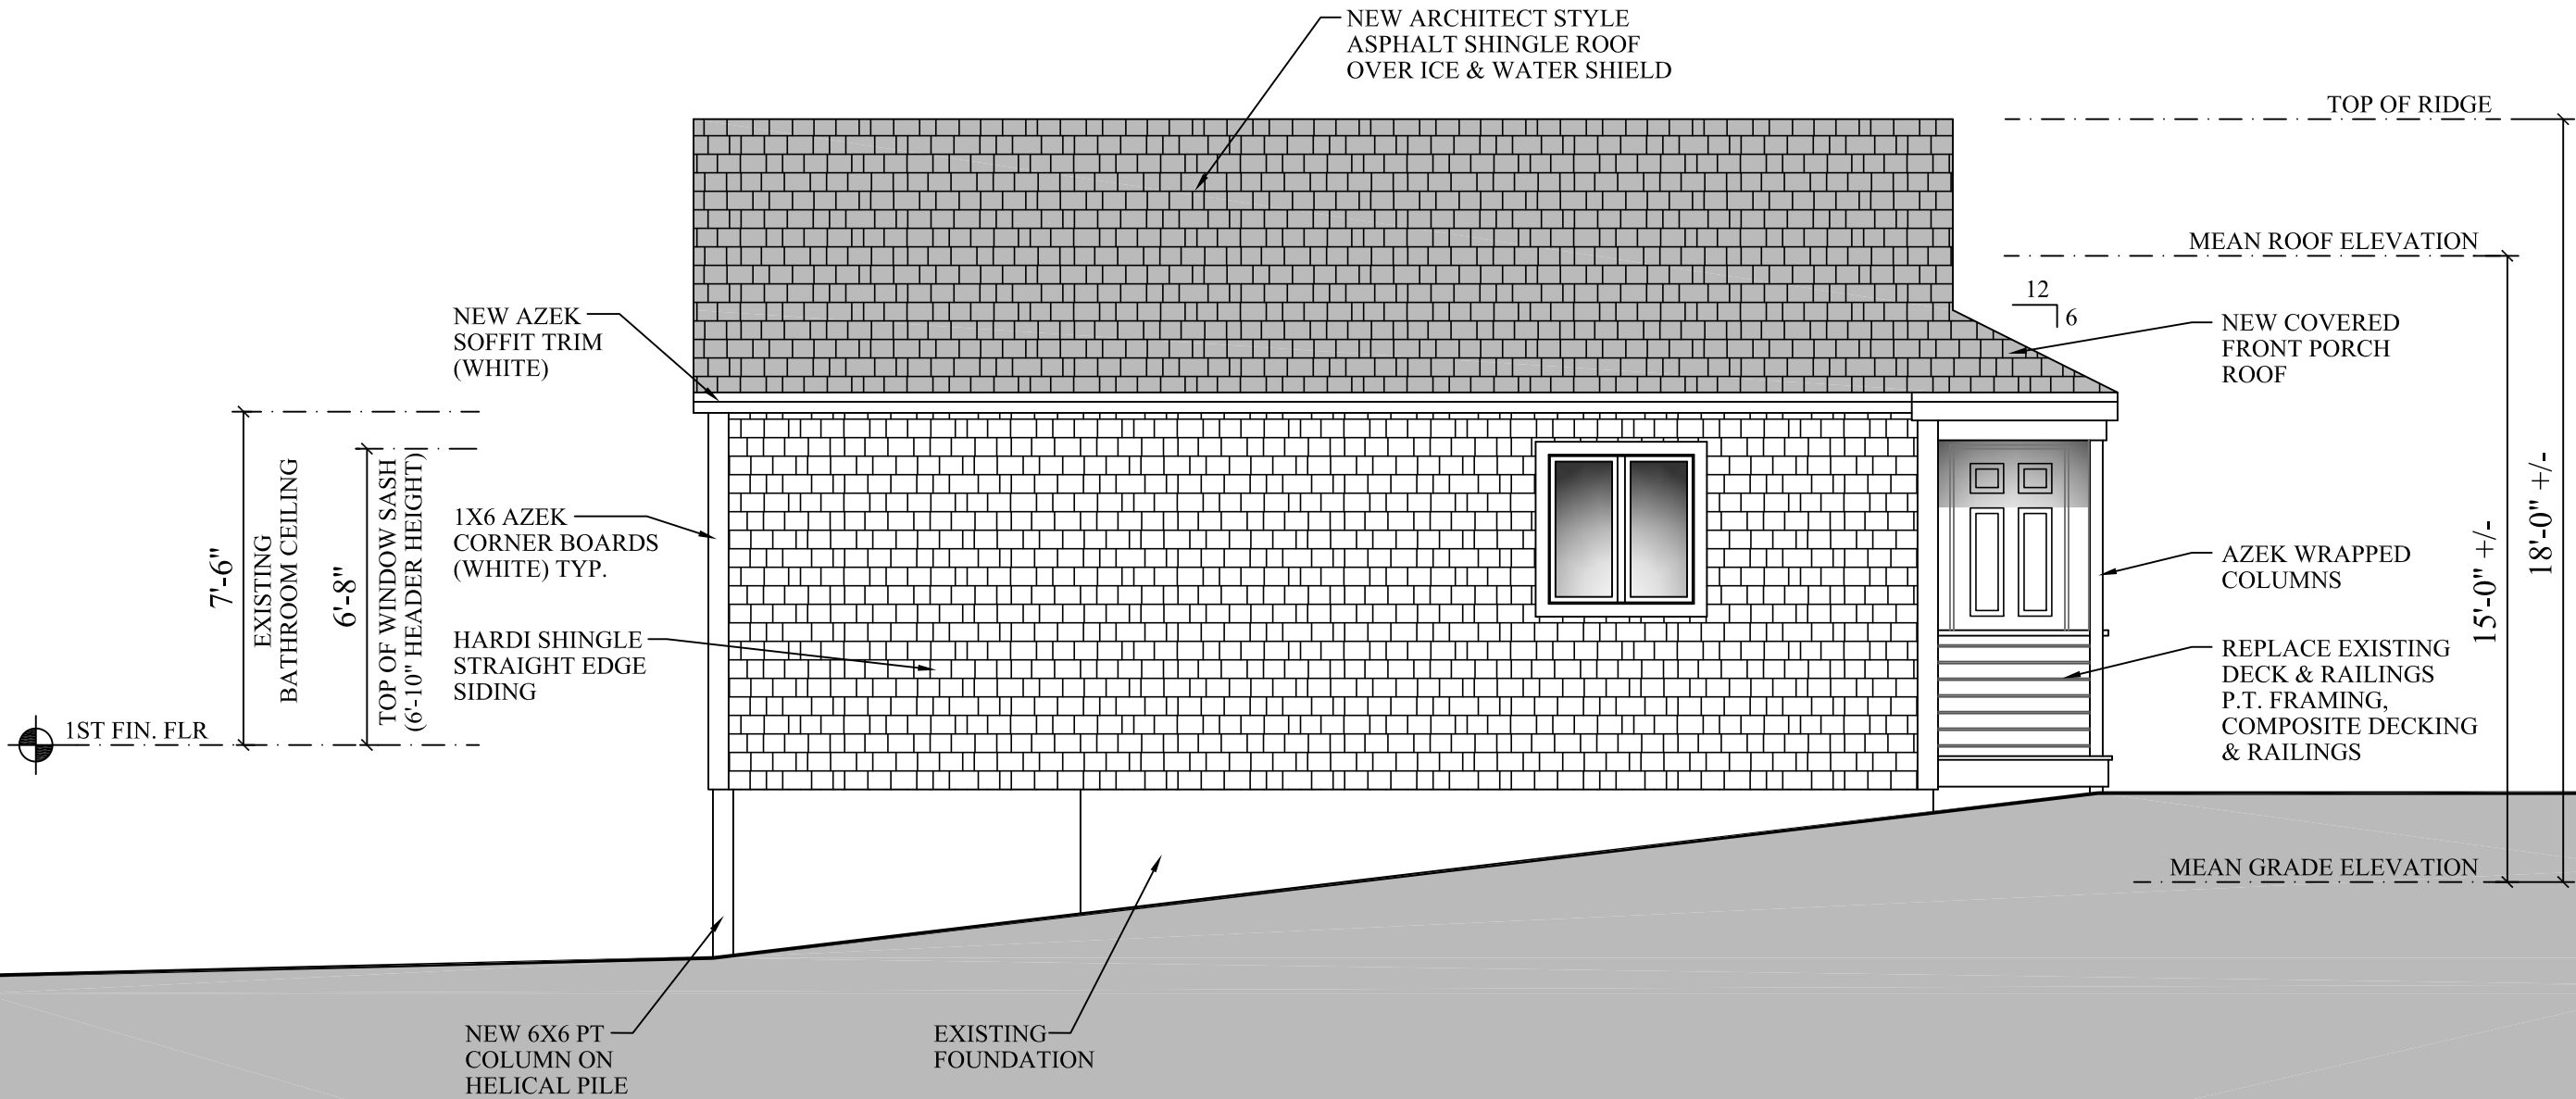 NEW ARCHITECT STYLE
ASPHALT SHINGLE ROOF
OVER ICE & WATER SHIELD
TOP OF RIDGE
MEAN ROOF ELEVATION
12
6
NEW COVERED
FRONT PORCH
ROOF
NEW AZEK
SOFFIT TRIM
(WHITE)
1X6 AZEK
CORNER BOARDS
(WHITE) TYP.
HARDI SHINGLE
STRAIGHT EDGE
SIDING
7'-6"
EXISTING
BATHROOM CEILING
6'-8"
TOP OF WINDOW SASH
(6'-10" HEADER HEIGHT)
1ST FIN. FLR
AZEK WRAPPED
COLUMNS
REPLACE EXISTING
DECK & RAILINGS
P.T. FRAMING,
COMPOSITE DECKING
& RAILINGS
15'-0" +/-
18'-0" +/-
MEAN GRADE ELEVATION
NEW 6X6 PT
COLUMN ON
HELICAL PILE
EXISTING
FOUNDATION